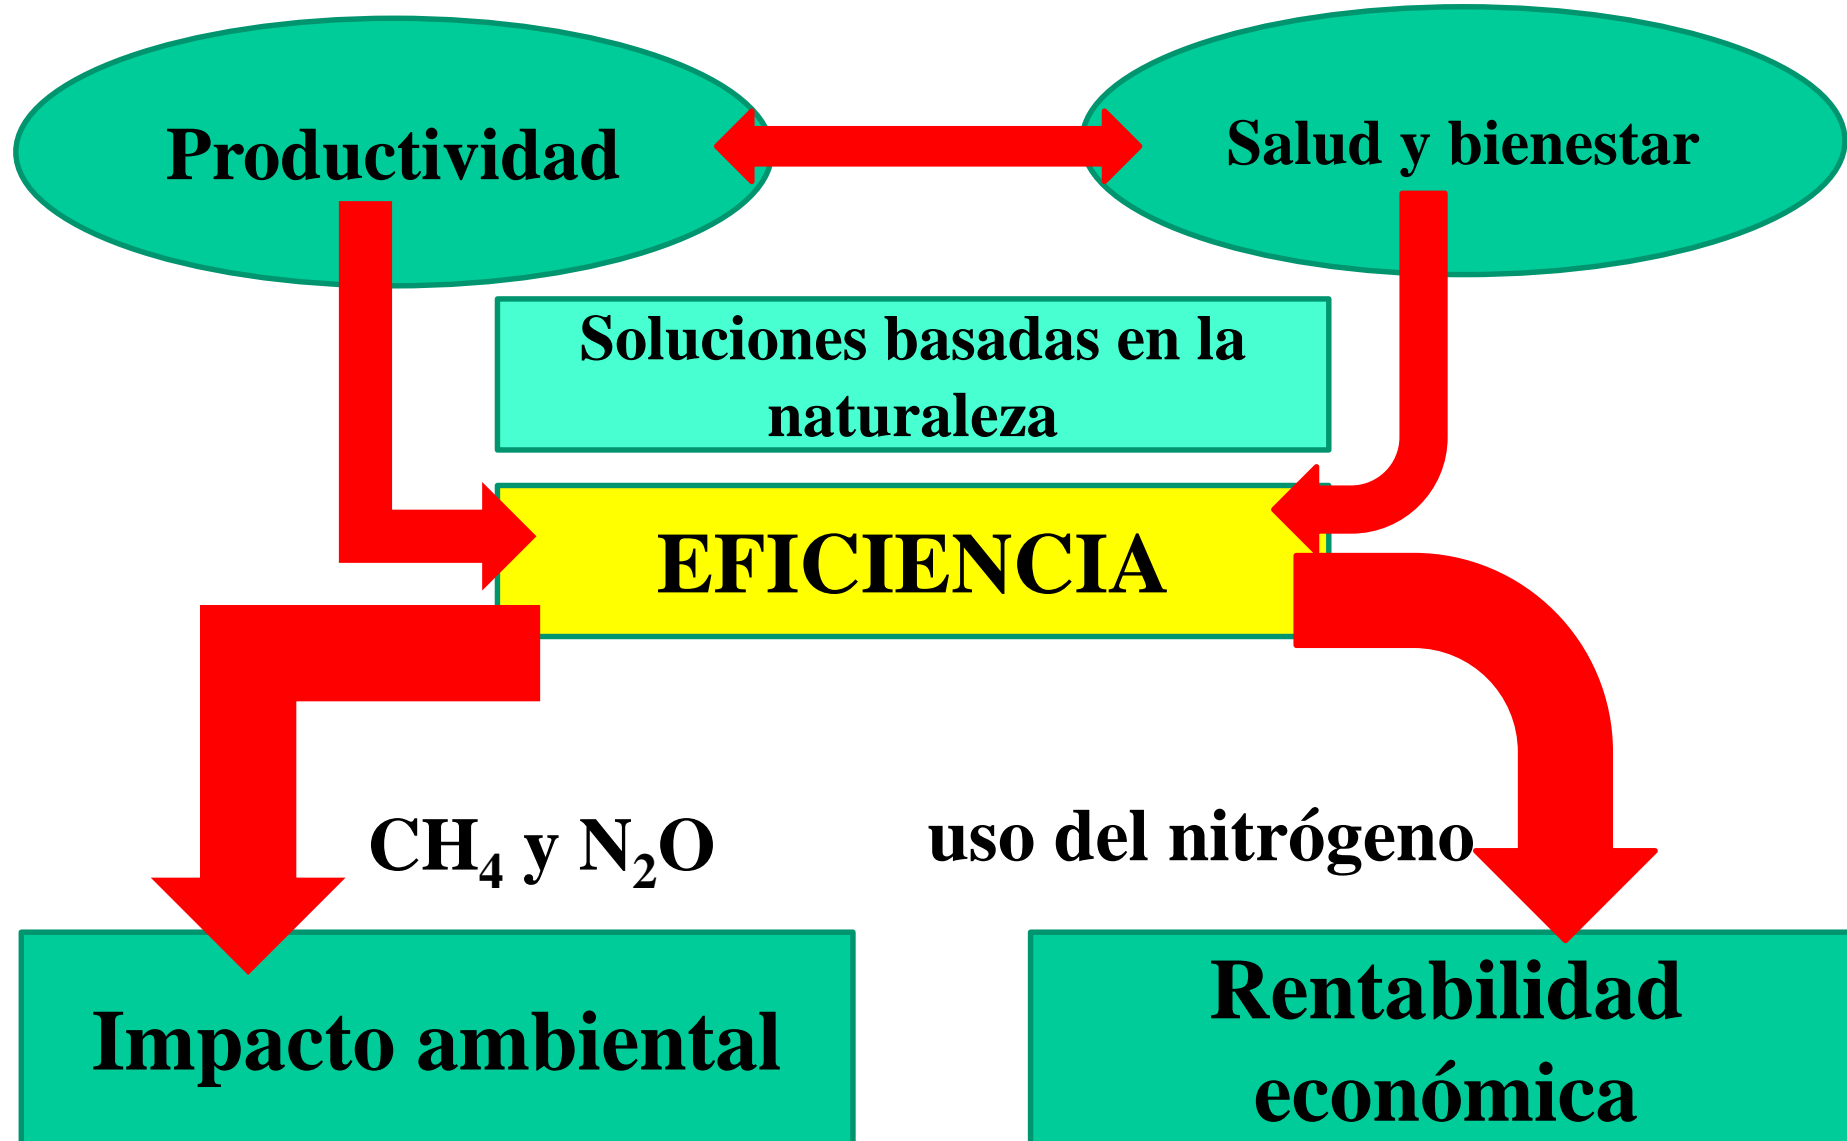 Productividad
Salud y bienestar
Soluciones basadas en la
naturaleza
EFICIENCIA
CH₄ y N₂O
uso del nitrógeno
Impacto ambiental
Rentabilidad
económica